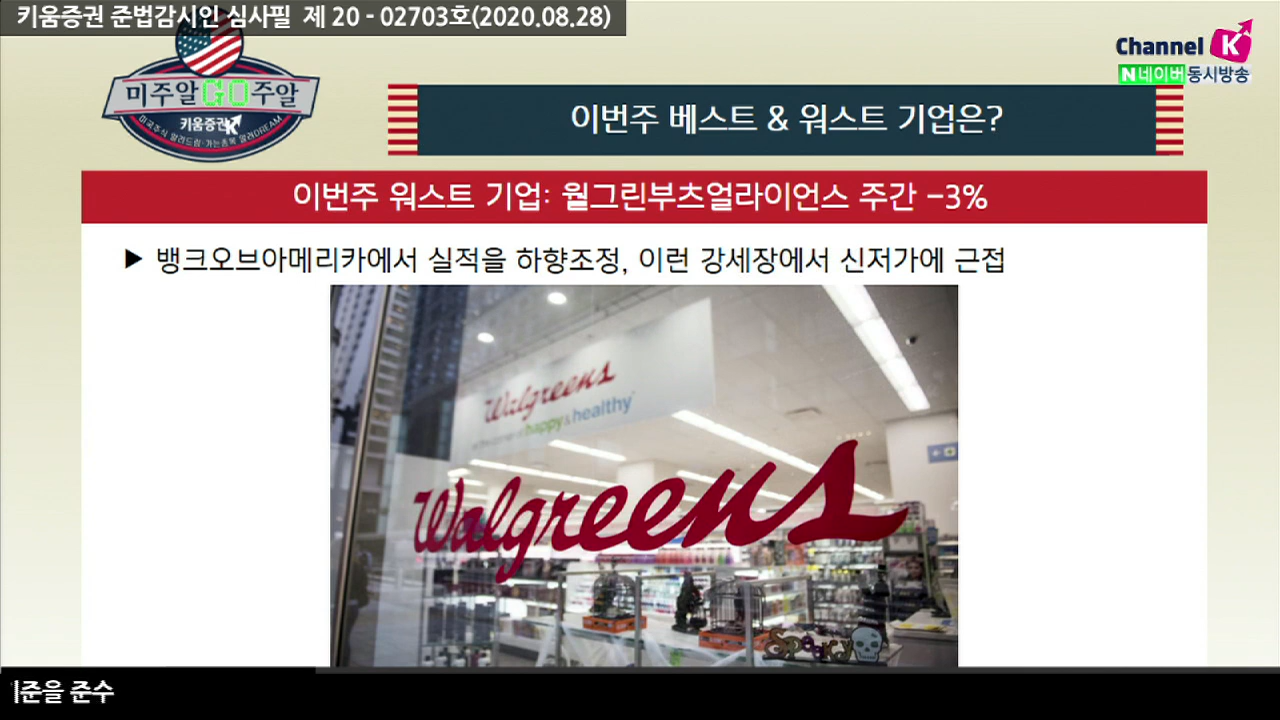 키움증권 준법감시인 심사필 제 20 - 02703호(2020.08.28)
Channel K
N 네이버 동시방송
미주알GO주알
키움증권
이번주 베스트 & 워스트 기업은?
이번주 워스트 기업: 월그린부츠얼라이언스 주간 -3%
▶ 뱅크오브아메리카에서 실적을 하향조정, 이런 강세장에서 신저가에 근접
Walgreens
happy & healthy
Walgreens
Spooky
준을 준수